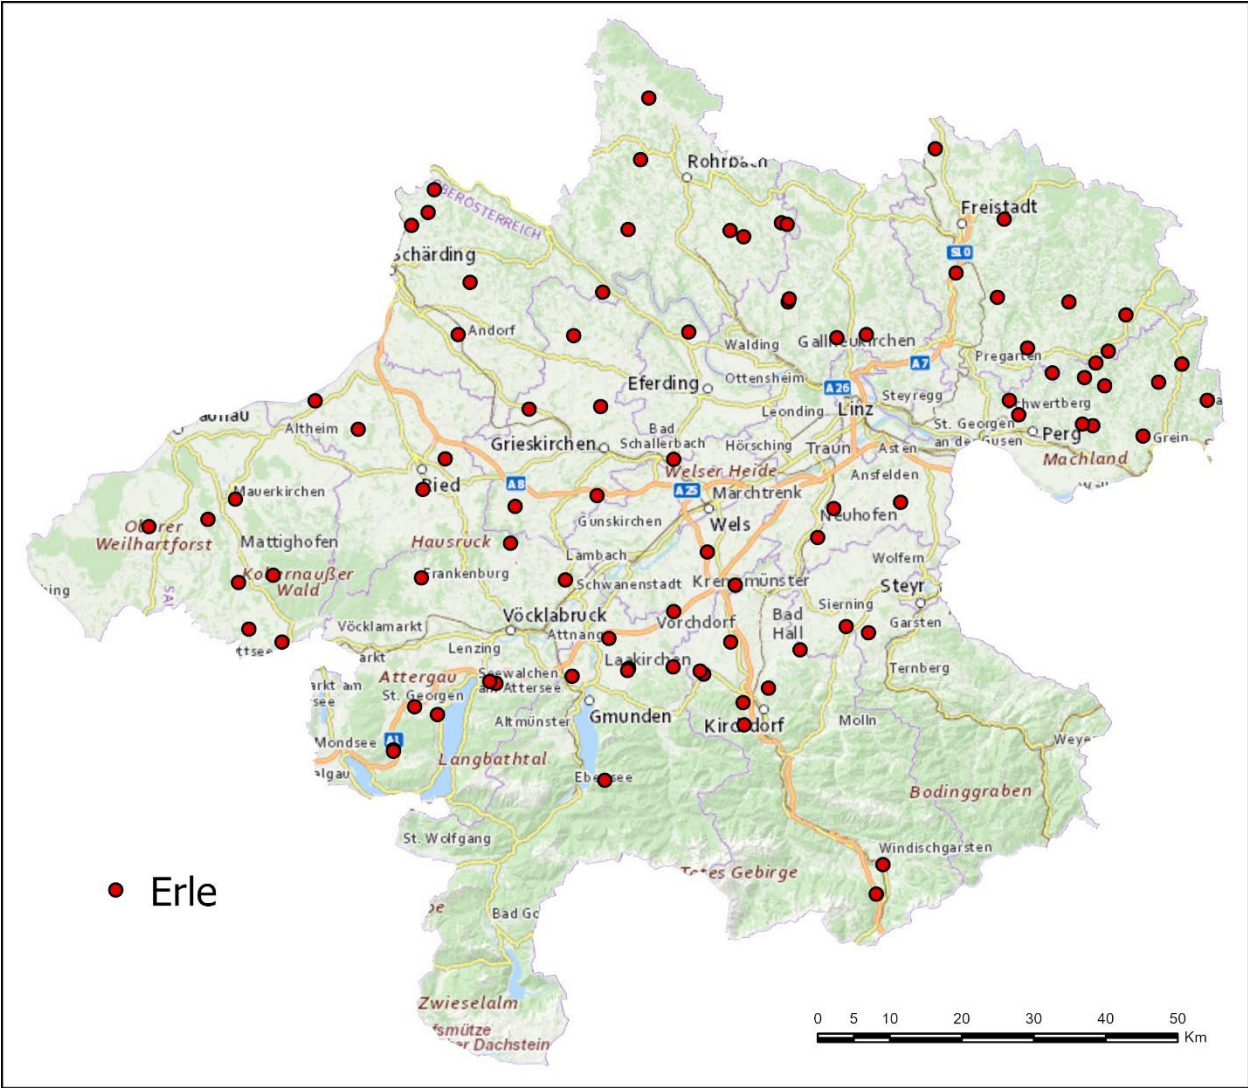 Rohrbach
OBERÖSTERREICH
Freistadt
S10
Schärding
Andorf
Walding
Gallneukirchen
Pregarten
A7
Eferding
Ottensheim
A26
Steyregg
Leonding
Linz
Schwertberg
St. Georgen
an der Gusen
Perg
Grein
Machland
Altheim
Grieskirchen
Bad
Schallerbach
Hörsching
Traun
Asten
Welser Heide
Ansfelden
Ried
A8
A25
Marchtrenk
Mauerkirchen
Gunskirchen
Wels
Neuhofen
Oberer
Weilhartforst
Mattighofen
Hausruck
Lambach
Wolfern
Kobernaußer
Wald
Frankenburg
Schwanenstadt
Kremsmünster
Steyr
Sierning
Vöcklabruck
Vorchdorf
Bad
Hall
Garsten
Vöcklamarkt
Attnang
Lenzing
Laakirchen
Ternberg
Attergau
Seewalchen
am Attersee
St. Georgen
Altmünster
Gmunden
Kirchdorf
Molln
A1
Mondsee
Langbathtal
Ebensee
Bodinggraben
St. Wolfgang
Windischgarsten
Totes Gebirge
Erle
Bad Go
Zwieselalm
Dachstein
0 5 10 20 30 40 50
Km